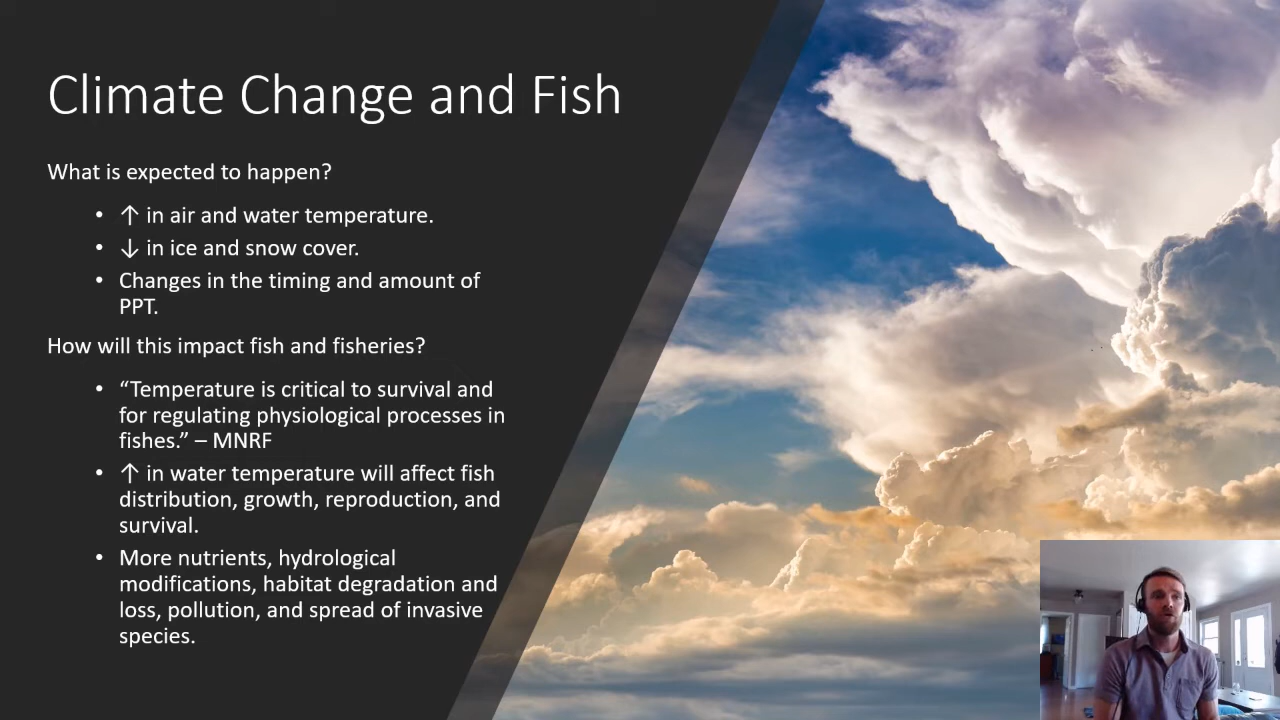 Climate Change and Fish
What is expected to happen?
• ↑ in air and water temperature.
• ↓ in ice and snow cover.
• Changes in the timing and amount of
PPT.
How will this impact fish and fisheries?
• “Temperature is critical to survival and
for regulating physiological processes in
fishes.” – MNRF
• ↑ in water temperature will affect fish
distribution, growth, reproduction, and
survival.
• More nutrients, hydrological
modifications, habitat degradation and
loss, pollution, and spread of invasive
species.